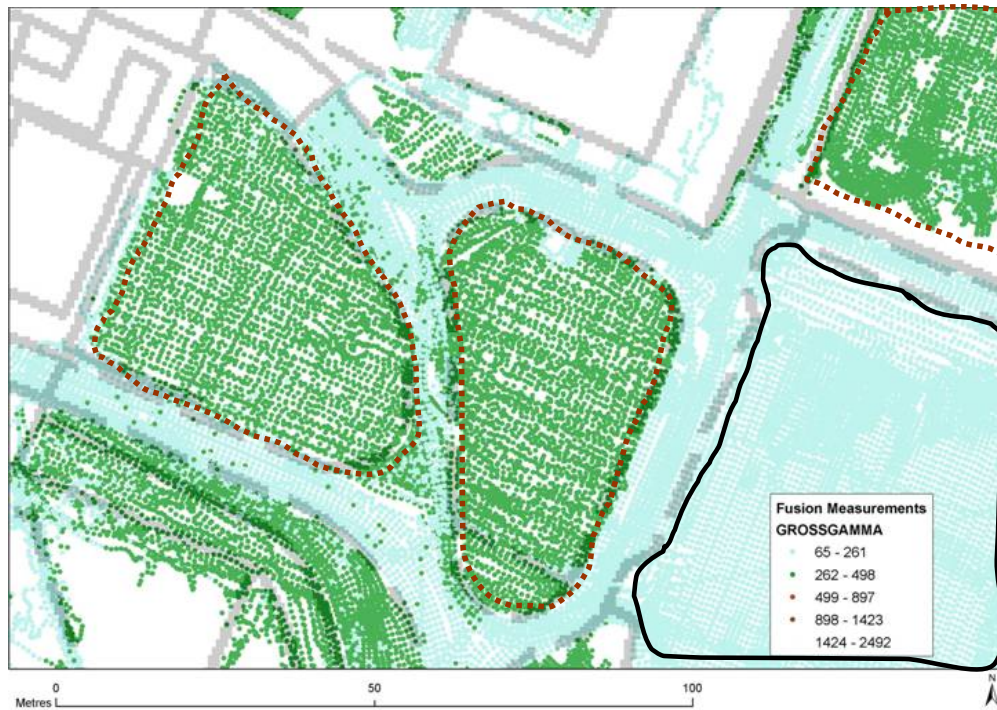 Fusion Measurements
GROSSGAMMA
65 - 261
262 - 498
499 - 897
898 - 1423
1424 - 2492
N
0 50 100
Metres